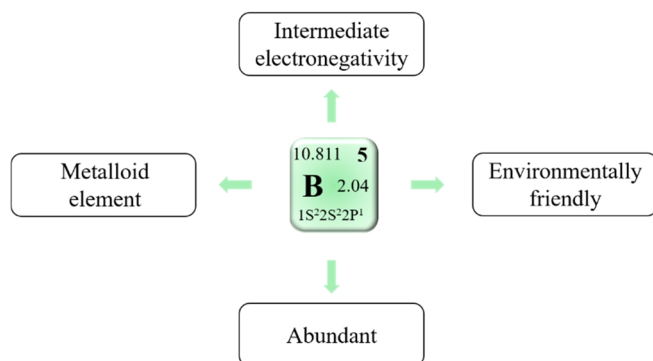 Intermediate
electronegativity
Metalloid
element
10.811 5
B 2.04
1S²2S²2P¹
Environmentally
friendly
Abundant